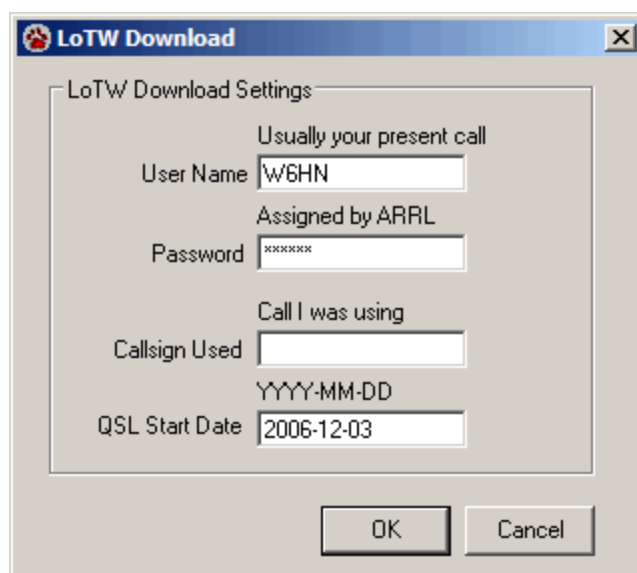 LoTW Download
LoTW Download Settings
Usually your present call
User Name W6HN
Assigned by ARRL
Password ******
Call I was using
Callsign Used
YYYY-MM-DD
QSL Start Date 2006-12-03
OK Cancel